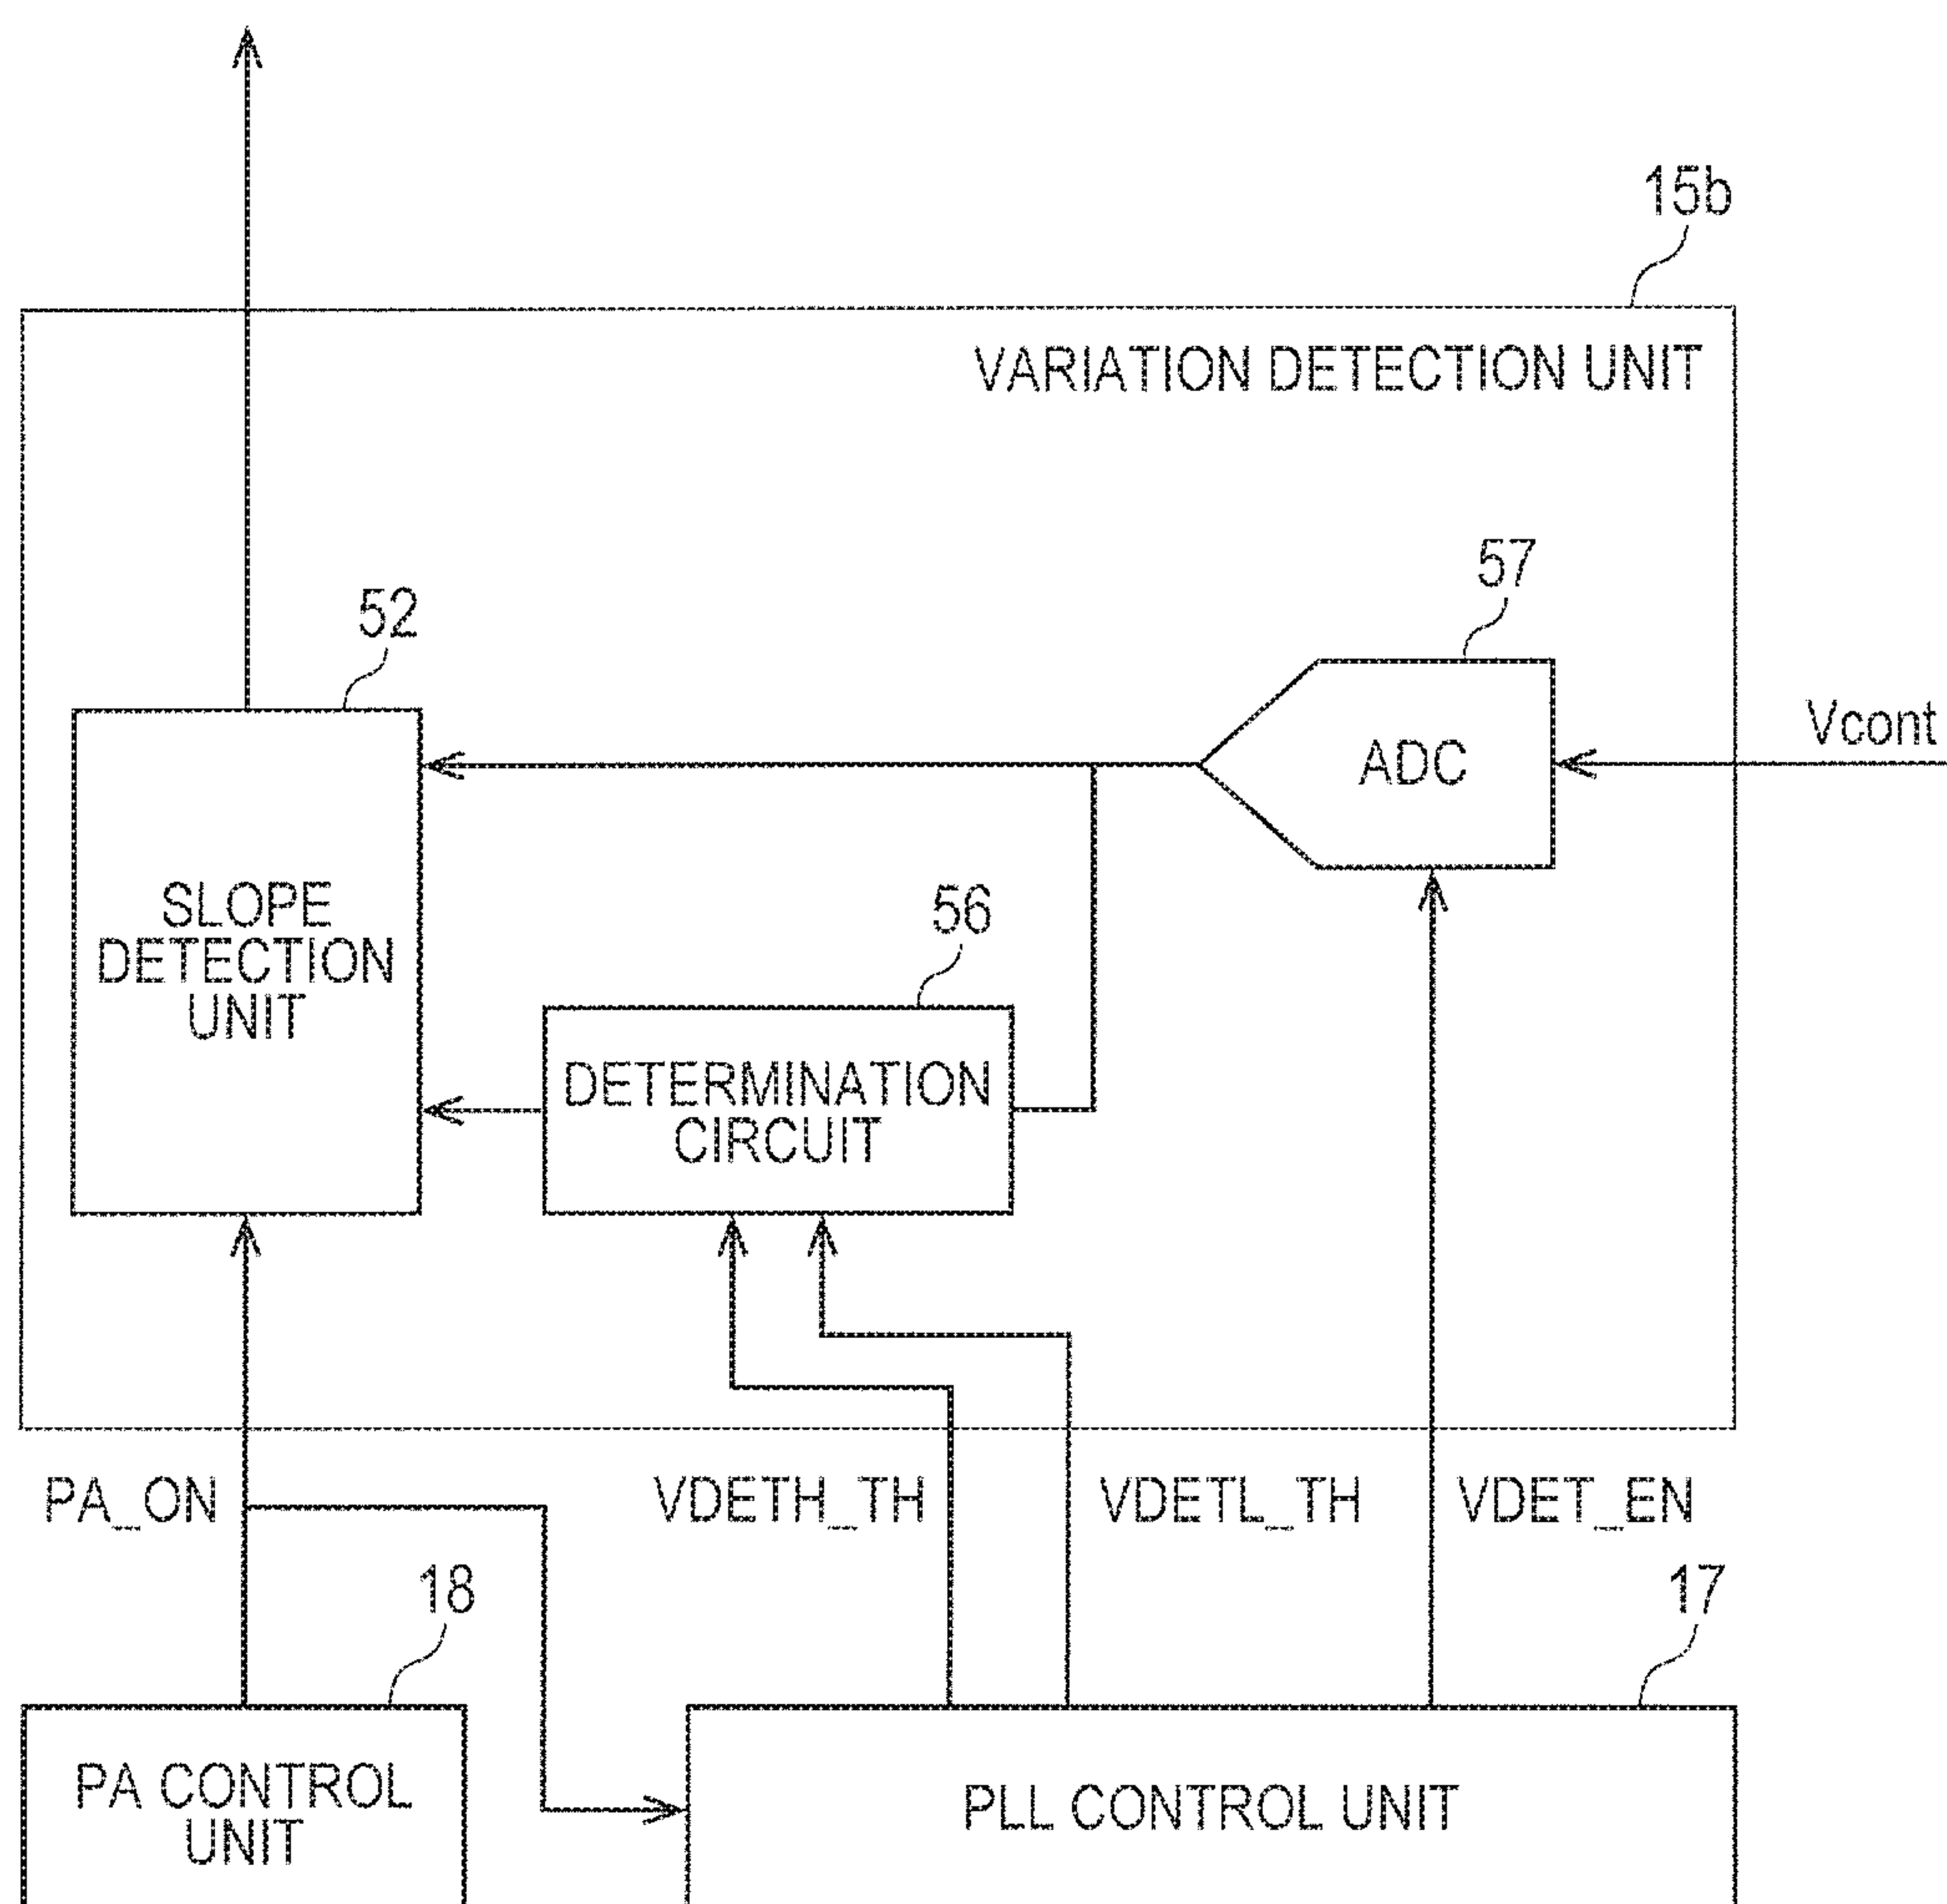 15b
VARIATION DETECTION UNIT
57
52
Vcont
ADC
SLOPE
DETECTION
UNIT
56
DETERMINATION
CIRCUIT
PA_ON
VDETH_TH
VDETL_TH
VDET_EN
18
17
PA CONTROL
UNIT
PLL CONTROL UNIT